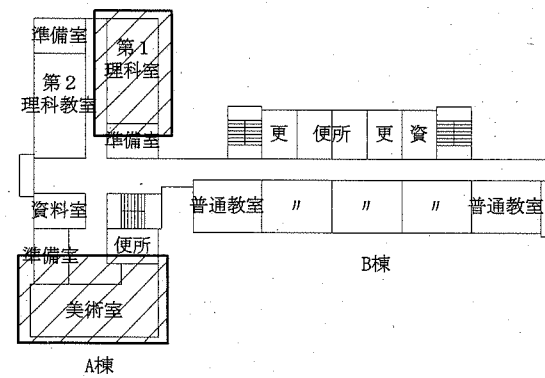 準備室
第1
理科室
第2
理科教室
準備室
更
便所
更
資
資料室
普通教室
〃
〃
〃
普通教室
準備室
便所
B棟
美術室
A棟